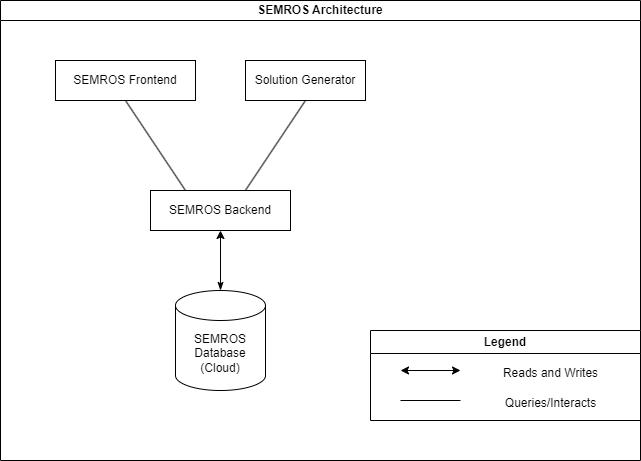 SEMROS Architecture
SEMROS Frontend
Solution Generator
SEMROS Backend
SEMROS
Database
(Cloud)
Legend
Reads and Writes
Queries/Interacts